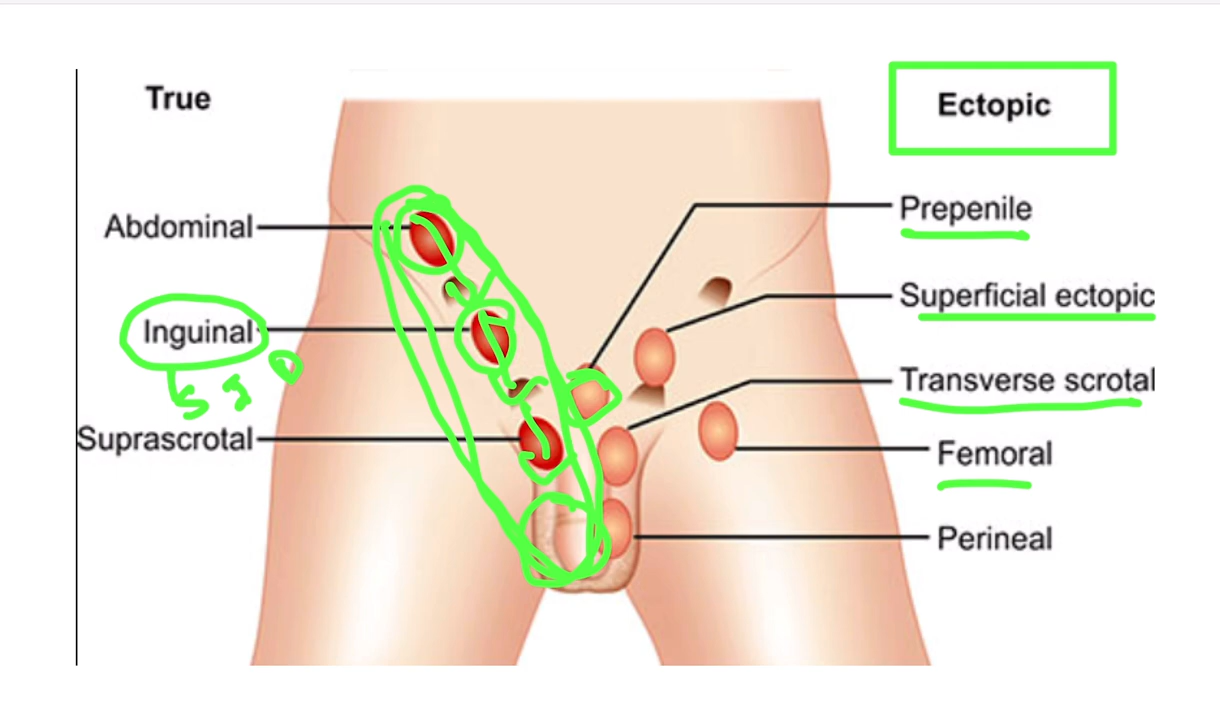 True
Ectopic
Abdominal
Inguinal
Suprascrotal
Prepenile
Superficial ectopic
Transverse scrotal
Femoral
Perineal